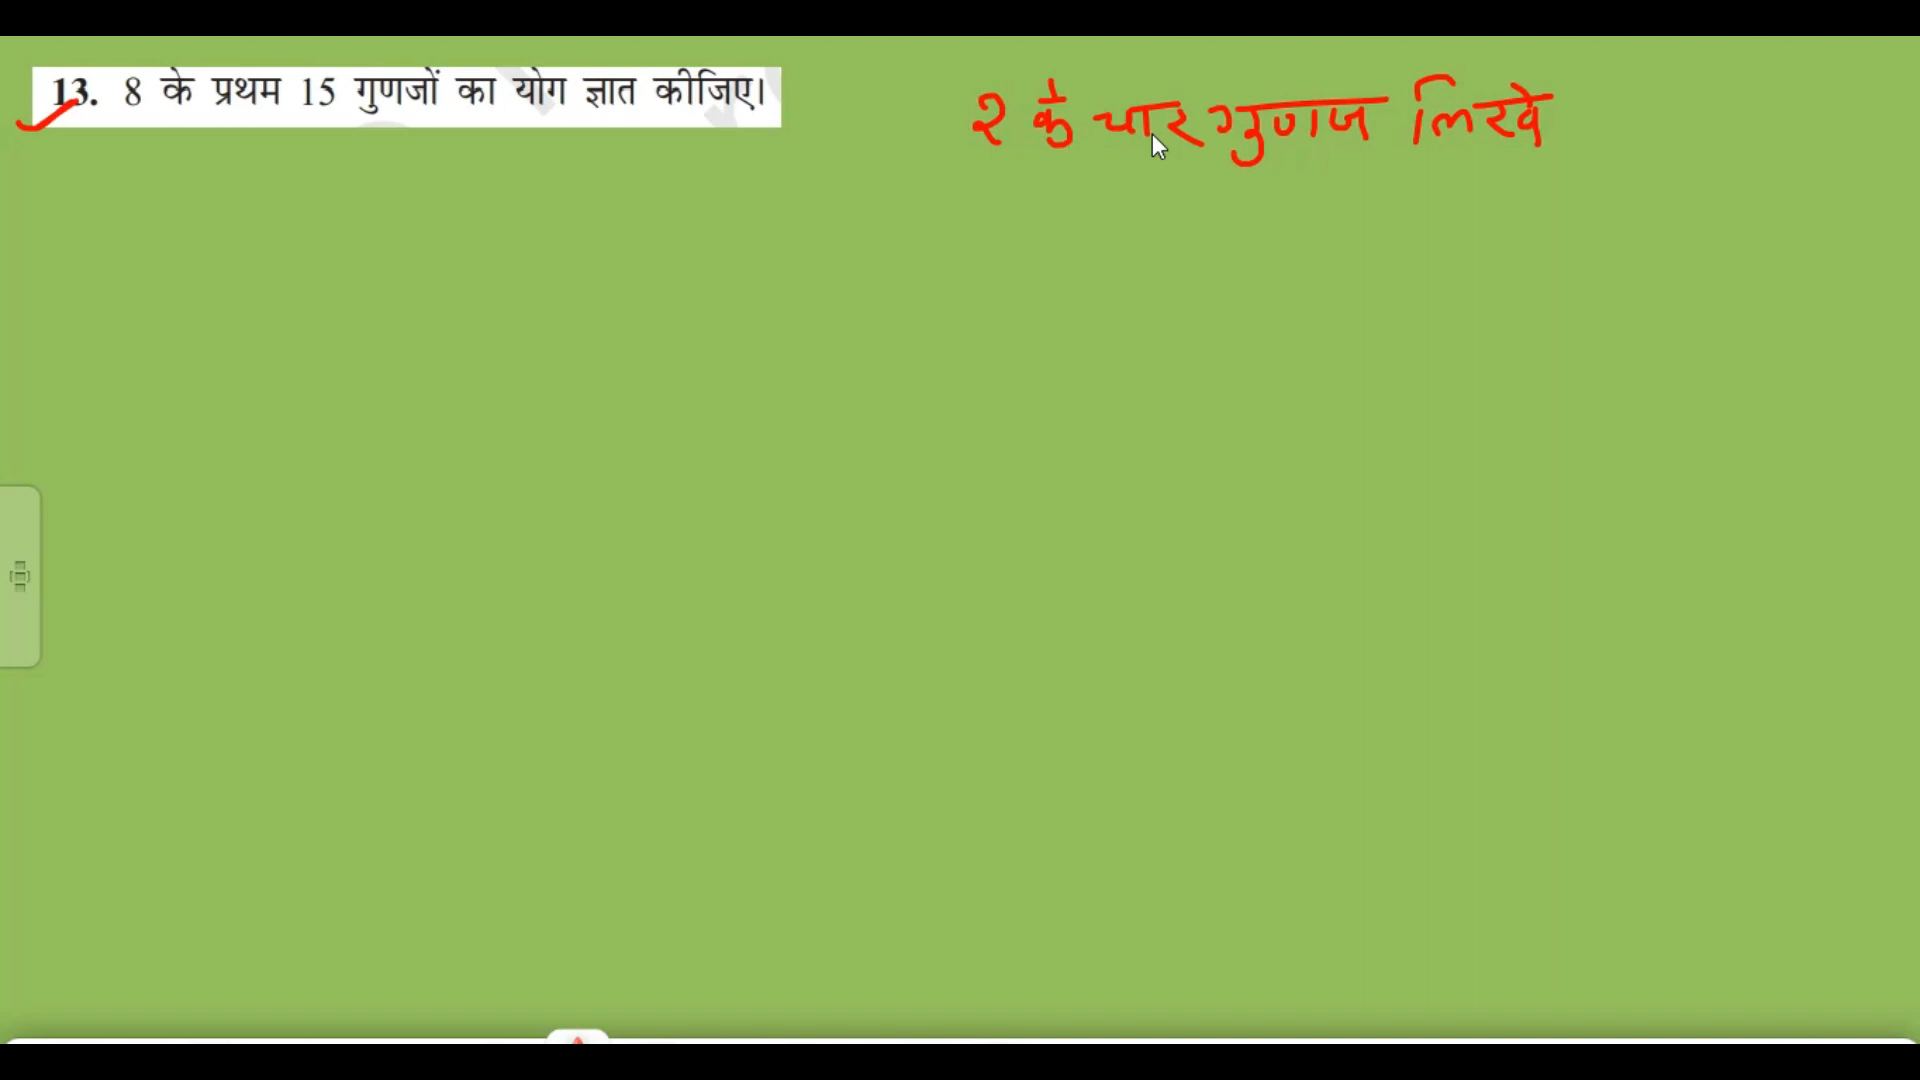 13. 8 के प्रथम 15 गुणजों का योग ज्ञात कीजिए।
२ के चार गुणज लिखे